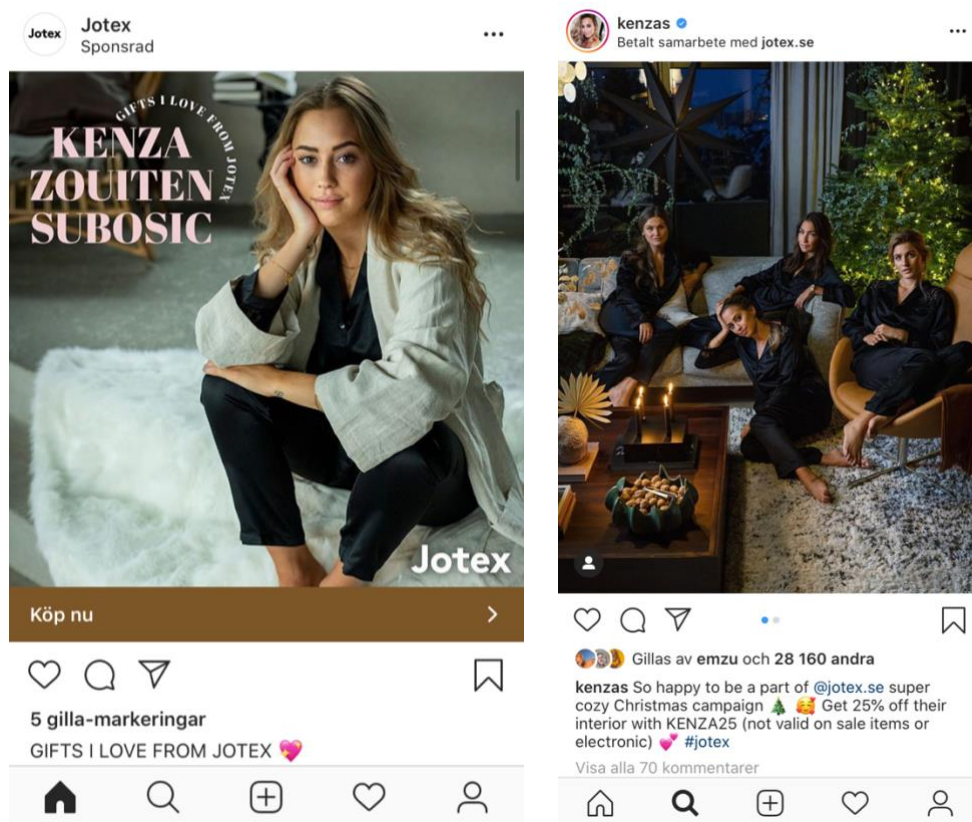 Jotex
Jotex
Sponsrad
GIFTS I LOVE FROM JOTEX
KENZA
ZOUITEN
SUBOSIC
Jotex
Köp nu
5 gilla-markeringar
GIFTS I LOVE FROM JOTEX 💖
kenzas
Betalt samarbete med jotex.se
Gillas av emzu och 28 160 andra
kenzas So happy to be a part of @jotex.se super
cozy Christmas campaign 🎄 🥰 Get 25% off their
interior with KENZA25 (not valid on sale items or
electronic) 💕 #jotex
Visa alla 70 kommentarer